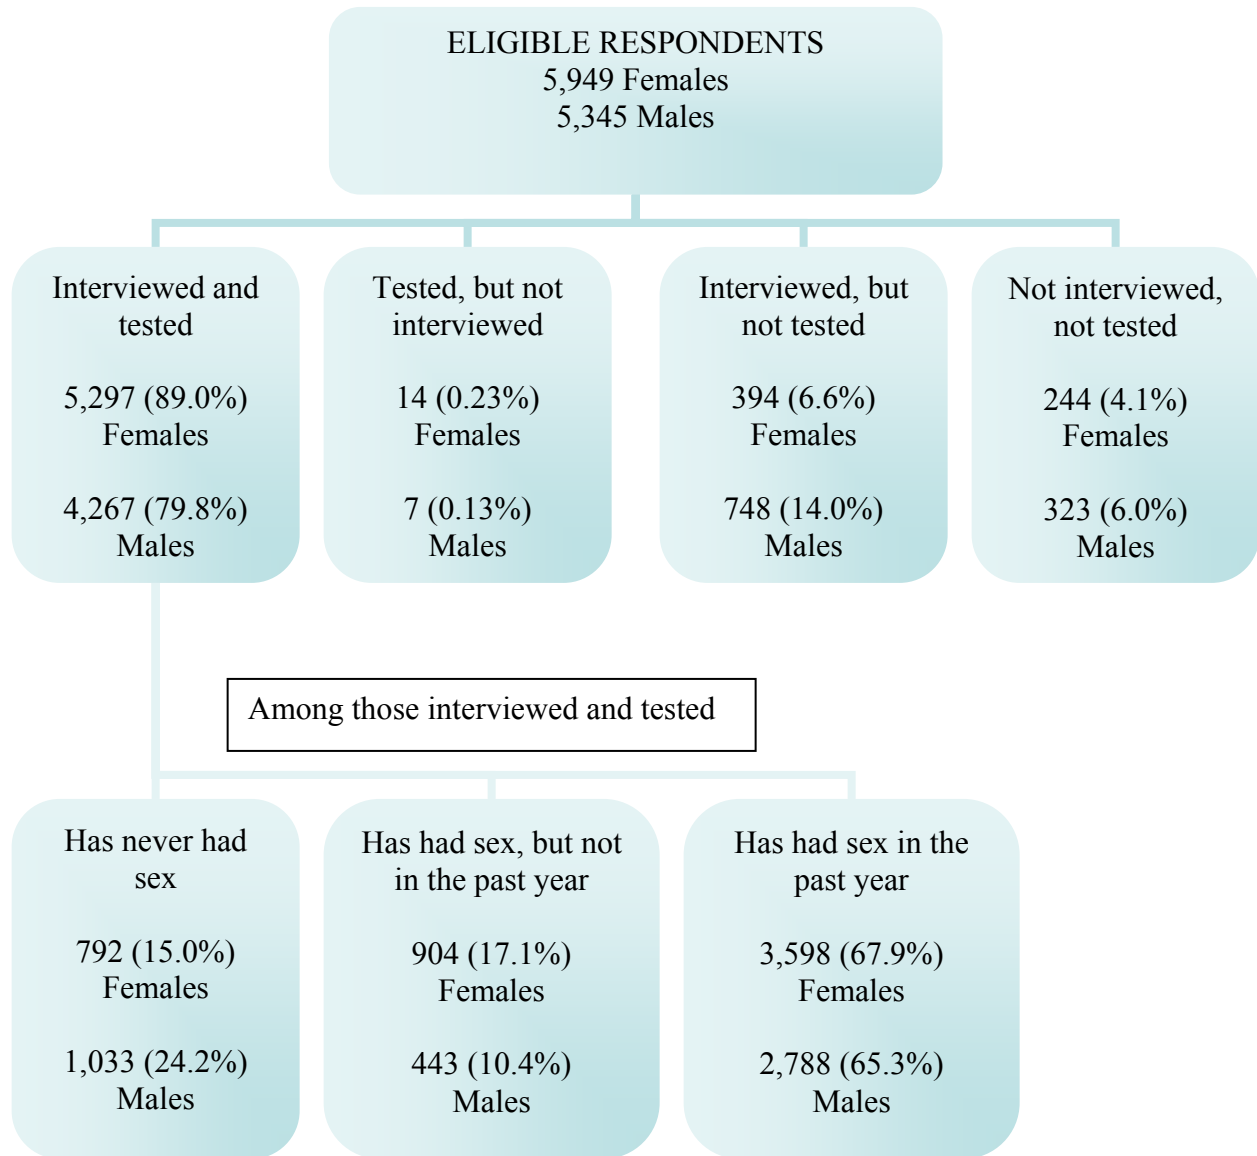 ELIGIBLE RESPONDENTS
5,949 Females
5,345 Males
Interviewed and
tested
5,297 (89.0%)
Females
4,267 (79.8%)
Males
Tested, but not
interviewed
14 (0.23%)
Females
7 (0.13%)
Males
Interviewed, but
not tested
394 (6.6%)
Females
748 (14.0%)
Males
Not interviewed,
not tested
244 (4.1%)
Females
323 (6.0%)
Males
Among those interviewed and tested
Has never had
sex
792 (15.0%)
Females
1,033 (24.2%)
Males
Has had sex, but not
in the past year
904 (17.1%)
Females
443 (10.4%)
Males
Has had sex in the
past year
3,598 (67.9%)
Females
2,788 (65.3%)
Males